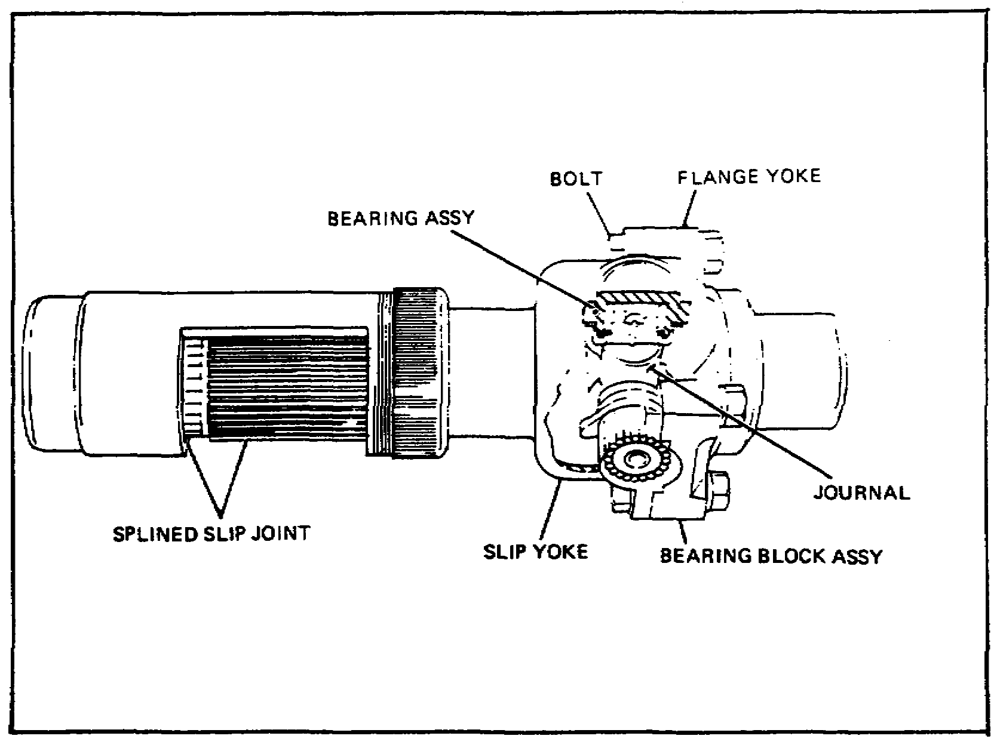 BOLT
FLANGE YOKE
BEARING ASSY
JOURNAL
SPLINED SLIP JOINT
SLIP YOKE
BEARING BLOCK ASSY